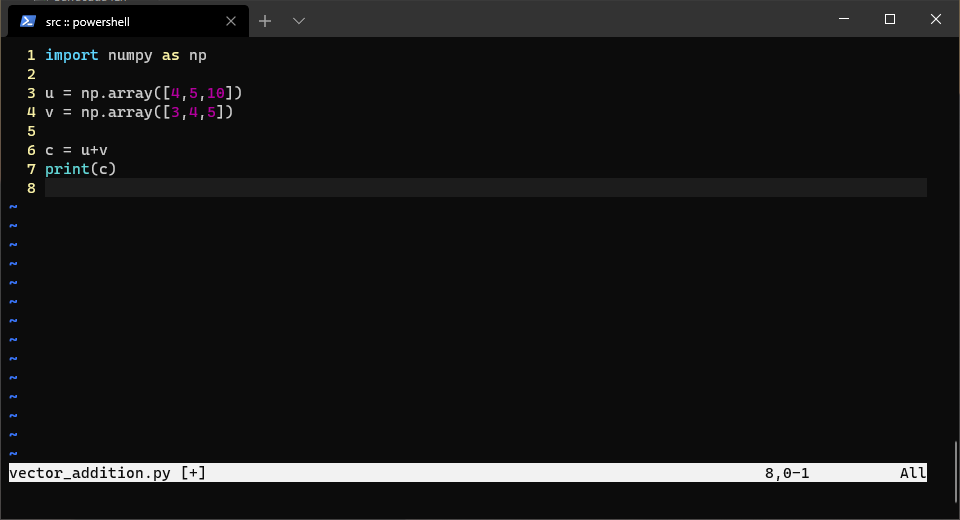 src :: powershell
1 import numpy as np
2
3 u = np.array([4,5,10])
4 v = np.array([3,4,5])
5
6 c = u+v
7 print(c)
8
~
~
~
~
~
~
~
~
~
~
~
~
~
~
vector_addition.py [+] 8,0-1 All